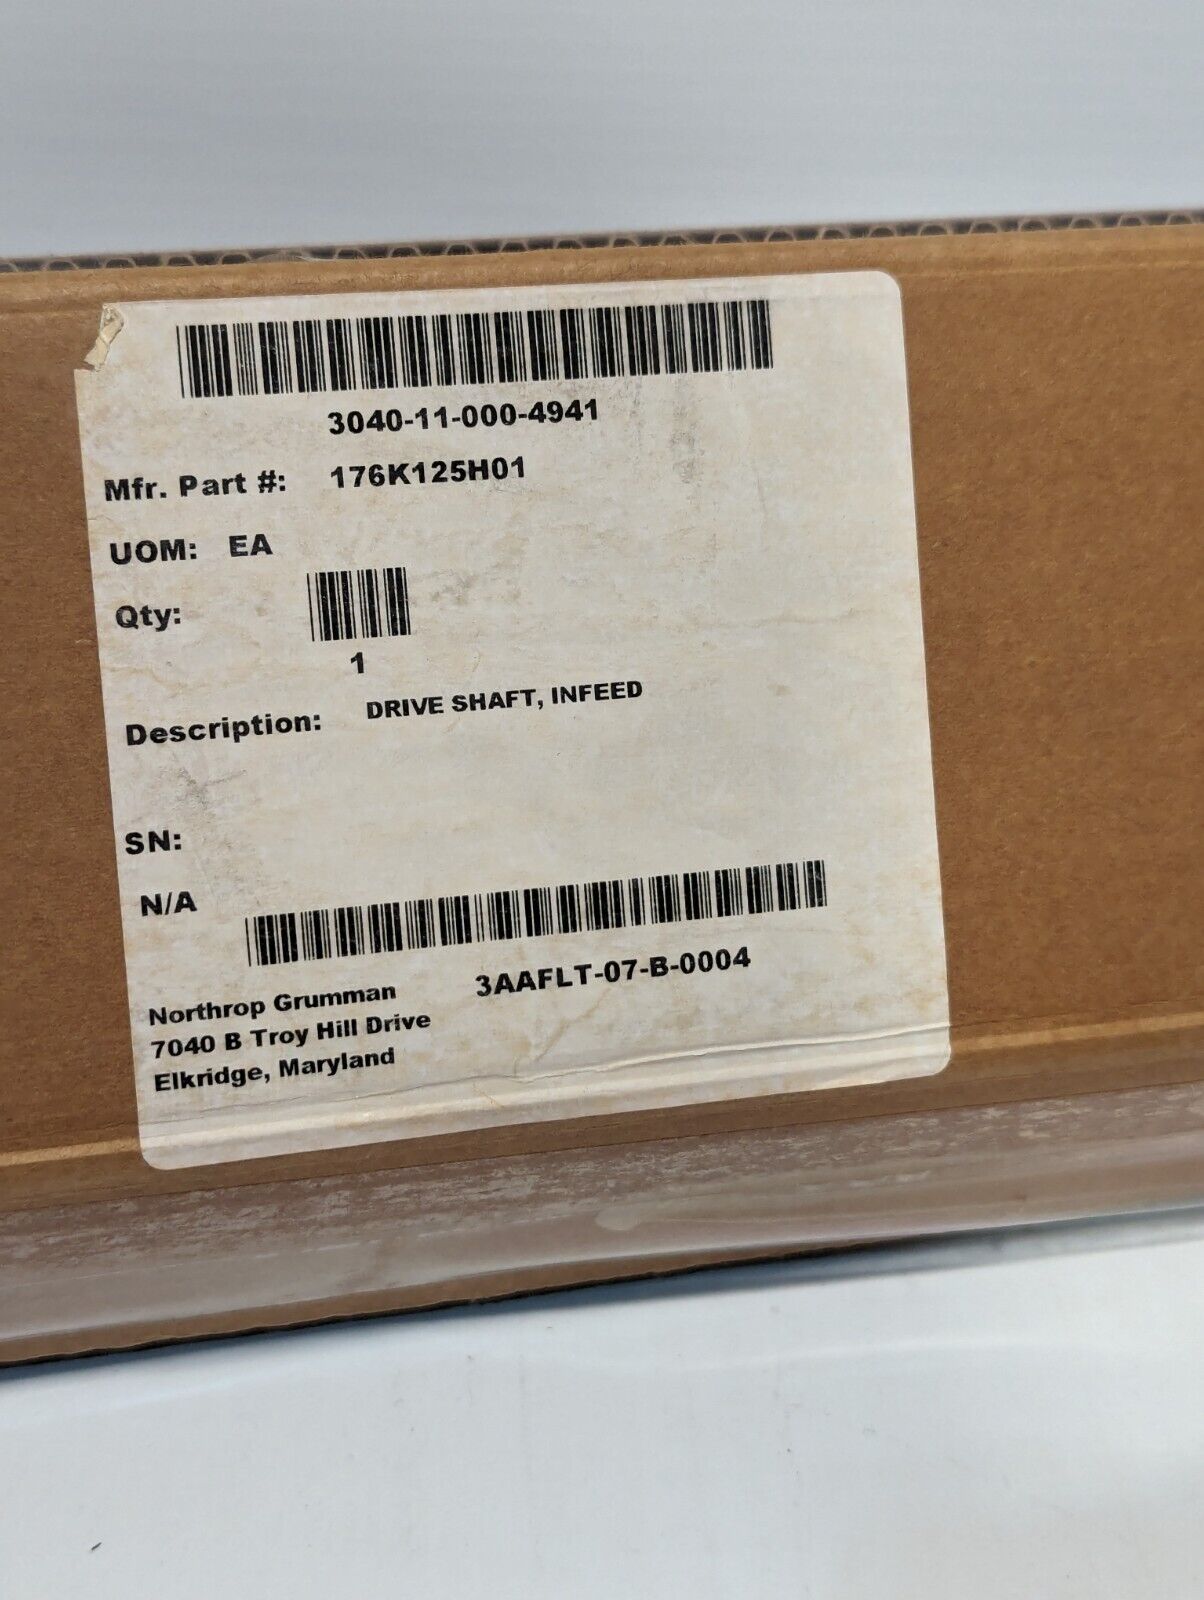 3040-11-000-4941
Mfr. Part #: 176K125H01
UOM: EA
Qty:
1
Description: DRIVE SHAFT, INFEED
SN:
N/A
3AAFLT-07-B-0004
Northrop Grumman
7040 B Troy Hill Drive
Elkridge, Maryland